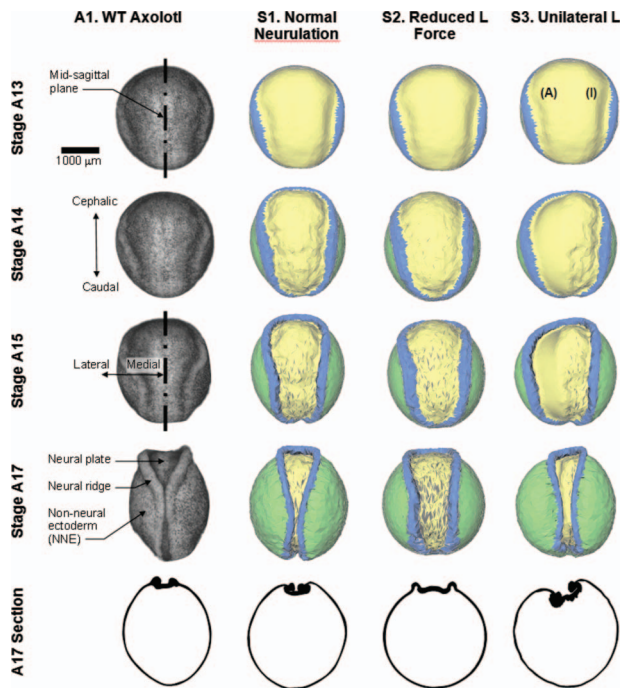 A1. WT Axolotl
S1. Normal
Neurulation
S2. Reduced L
Force
S3. Unilateral L
Stage A13
Mid-sagittal
plane
1000 µm
(A)
(I)
Stage A14
Cephalic
Caudal
Stage A15
Lateral
Medial
Stage A17
Neural plate
Neural ridge
Non-neural
ectoderm
(NNE)
A17 Section